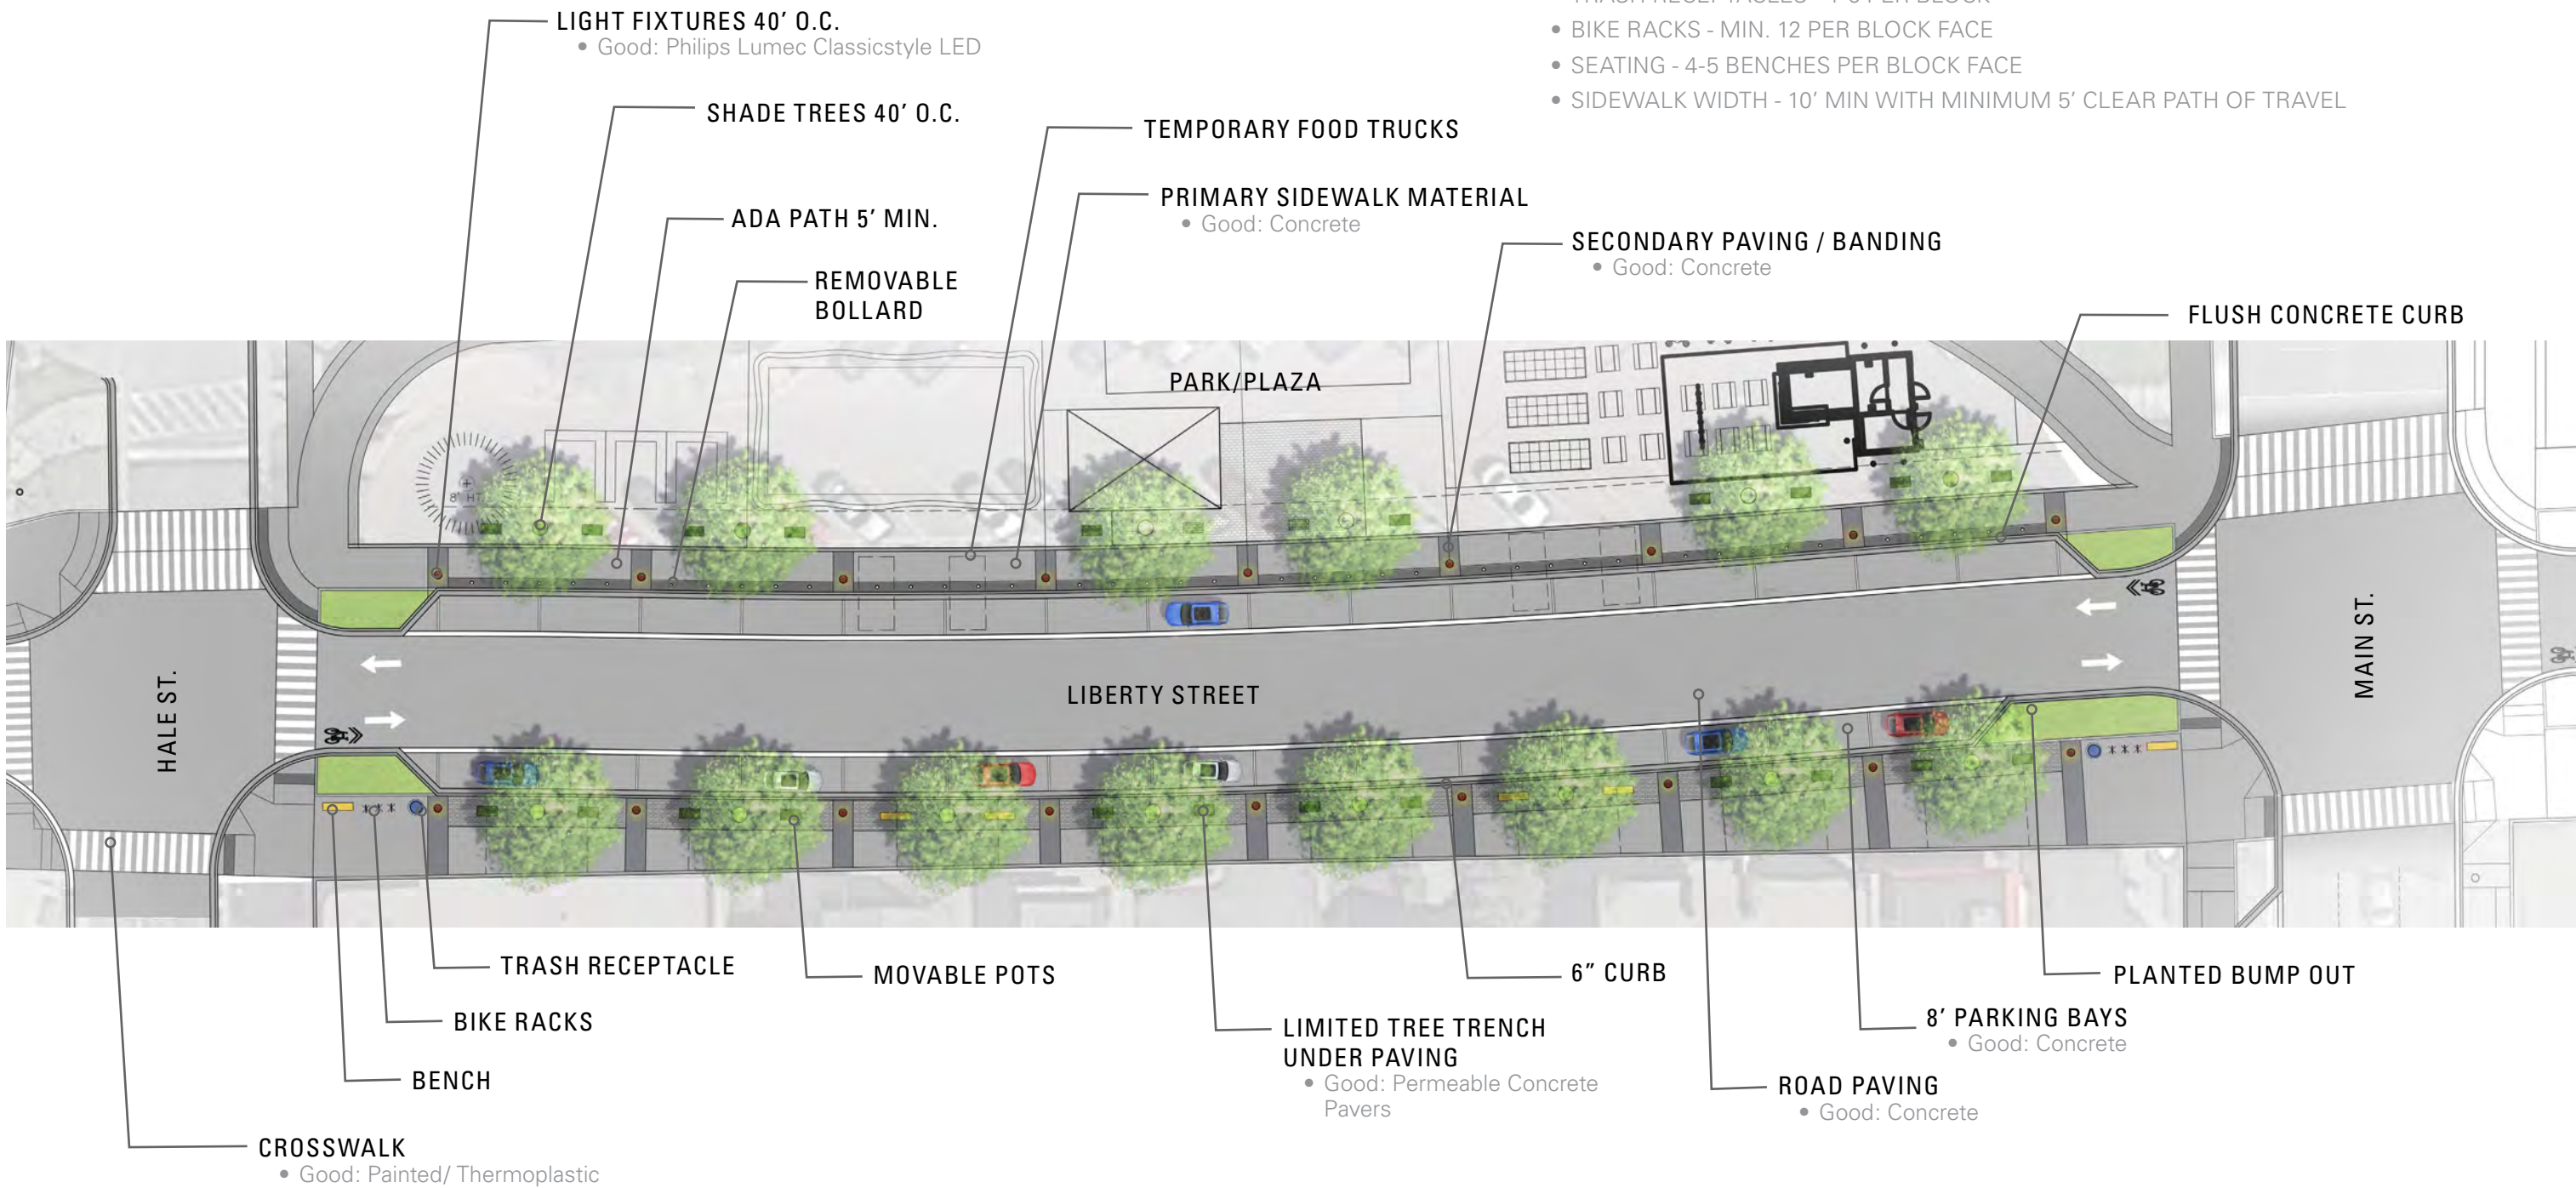 LIGHT FIXTURES 40’ O.C.
• Good: Philips Lumec Classicstyle LED
• BIKE RACKS - MIN. 12 PER BLOCK FACE
• SEATING - 4-5 BENCHES PER BLOCK FACE
• SIDEWALK WIDTH - 10’ MIN WITH MINIMUM 5’ CLEAR PATH OF TRAVEL
SHADE TREES 40’ O.C.
TEMPORARY FOOD TRUCKS
PRIMARY SIDEWALK MATERIAL
• Good: Concrete
ADA PATH 5’ MIN.
SECONDARY PAVING / BANDING
• Good: Concrete
REMOVABLE
BOLLARD
FLUSH CONCRETE CURB
PARK/PLAZA
8' HT
HALE ST.
LIBERTY STREET
MAIN ST.
TRASH RECEPTACLE
MOVABLE POTS
6” CURB
PLANTED BUMP OUT
BIKE RACKS
LIMITED TREE TRENCH
UNDER PAVING
• Good: Permeable Concrete
Pavers
8’ PARKING BAYS
• Good: Concrete
BENCH
ROAD PAVING
• Good: Concrete
CROSSWALK
• Good: Painted/ Thermoplastic